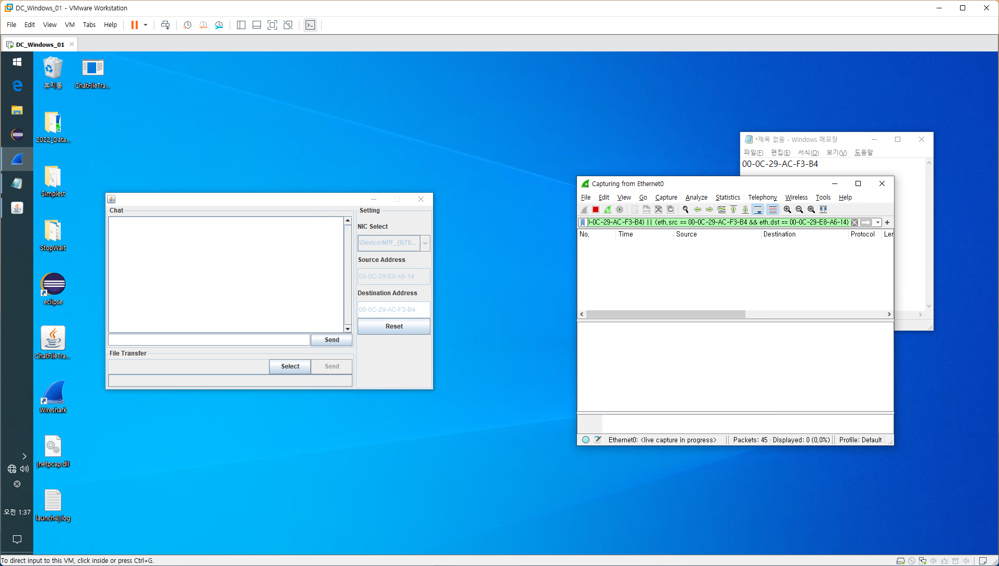 DC_Windows_01 - VMware Workstation
File Edit View VM Tabs Help
DC_Windows_01
휴지통
ChatFileTra...
2022_Data...
Simplest
StopWait
eclipse
ChatFileTra...
Wireshark
jnetpcap.dll
launch4j.log
오전 1:37
Chat
Send
File Transfer
Select
Send
Setting
NIC Select
\Device\NPF_{B78...
Source Address
00-0C-29-E8-A6-14
Destination Address
00-0C-29-AC-F3-B4
Reset
*제목 없음 - Windows 메모장
파일(F) 편집(E) 서식(O) 보기(V) 도움말
00-0C-29-AC-F3-B4
Capturing from Ethernet0
File Edit View Go Capture Analyze Statistics Telephony Wireless Tools Help
)-0C-29-AC-F3-B4) || (eth.src == 00-0C-29-AC-F3-B4 && eth.dst == 00-0C-29-E8-A6-14)
No. Time Source Destination Protocol Ler
Ethernet0: <live capture in progress> Packets: 45 · Displayed: 0 (0.0%) Profile: Default
To direct input to this VM, click inside or press Ctrl+G.